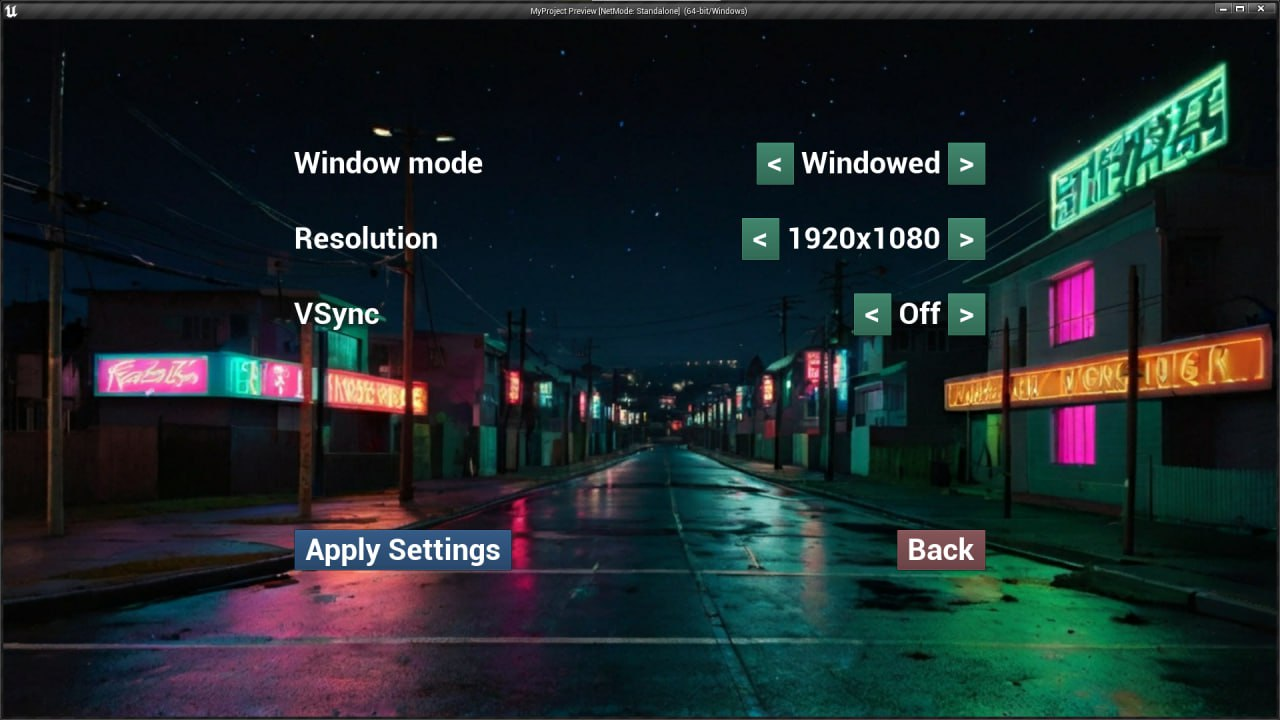 MyProject Preview [NetMode: Standalone] (64-bit/Windows)
Window mode < Windowed >
Resolution < 1920x1080 >
VSync < Off >
Apply Settings Back